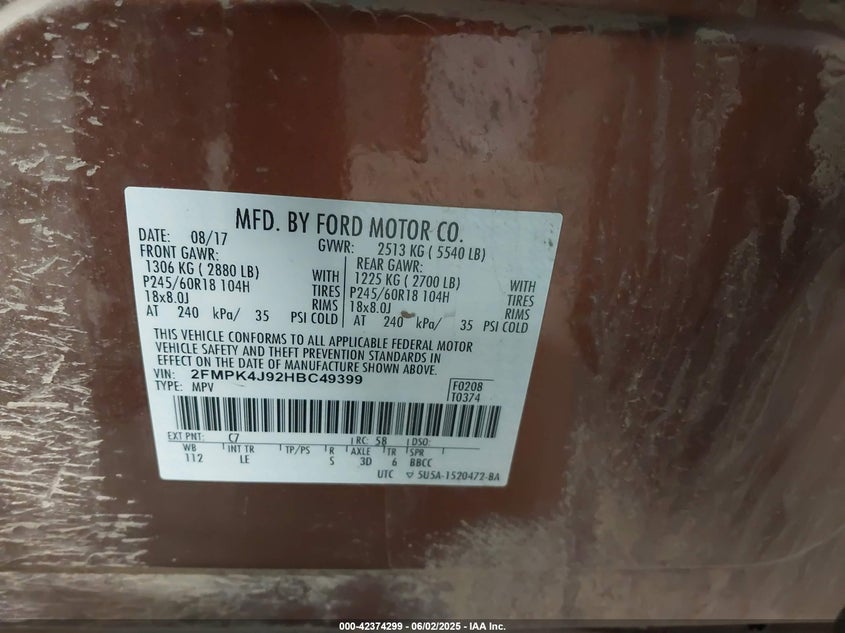 MFD. BY FORD MOTOR CO.
DATE: 08/17 GVWR: 2513 KG ( 5540 LB)
FRONT GAWR: REAR GAWR:
1306 KG ( 2880 LB) WITH 1225 KG ( 2700 LB) WITH
P245/60R18 104H TIRES P245/60R18 104H TIRES
18x8.0J RIMS 18x8.0J RIMS
AT 240 kPa/ 35 PSI COLD AT 240 kPa/ 35 PSI COLD
THIS VEHICLE CONFORMS TO ALL APPLICABLE FEDERAL MOTOR
VEHICLE SAFETY AND THEFT PREVENTION STANDARDS IN
EFFECT ON THE DATE OF MANUFACTURE SHOWN ABOVE.
VIN: 2FMPK4J92HBC49399
TYPE: MPV
F0208
T0374
EXT PNT: C7 RC: 58 DSO:
WB INT TR TP/PS R AXLE TR SPR
112 LE S 3D 6 BBCC
UTC ▽ 5U5A-1520472-BA
000-42374299 - 06/02/2025 - IAA Inc.